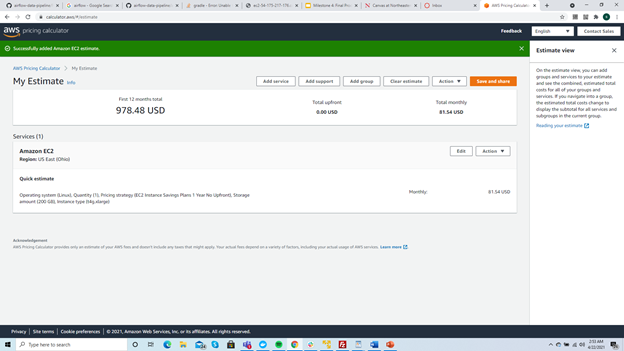 airflow-data pipeline
airflow - Google Sear
airflow-data-pipeline
gradle - Error: Unable
ec2-54-175-217-176.
Milestone 4: Final Pr
Canvas at Northeaster
Inbox
AWS Pricing Calculator
calculator.aws/#/estimate
aws pricing calculator
Feedback
English
Contact Sales
Successfully added Amazon EC2 estimate.
AWS Pricing Calculator > My Estimate
My Estimate Info
Add service
Add support
Add group
Clear estimate
Action
Save and share
First 12 months total
978.48 USD
Total upfront
0.00 USD
Total monthly
81.54 USD
Services (1)
Amazon EC2
Region: US East (Ohio)
Edit
Action
Quick estimate
Operating system (Linux), Quantity (1), Pricing strategy (EC2 Instance Savings Plans 1 Year No Upfront), Storage
amount (200 GB), Instance type (t4g.xlarge)
Monthly:
81.54 USD
Acknowledgement
AWS Pricing Calculator provides only an estimate of your AWS fees and doesn't include any taxes that might apply. Your actual fees depend on a variety of factors, including your actual usage of AWS services. Learn more
Estimate view
On the estimate view, you can add
groups and services to your estimate
and see the combined, estimated total
costs for all of your groups and
services. If you navigate into a group,
the estimated total costs change to
display the subtotal for all services and
subgroups in the current group.
Reading your estimate
Privacy | Site terms | Cookie preferences | © 2021, Amazon Web Services, Inc. or its affiliates. All rights reserved.
Type here to search
2:53 AM
4/22/2021